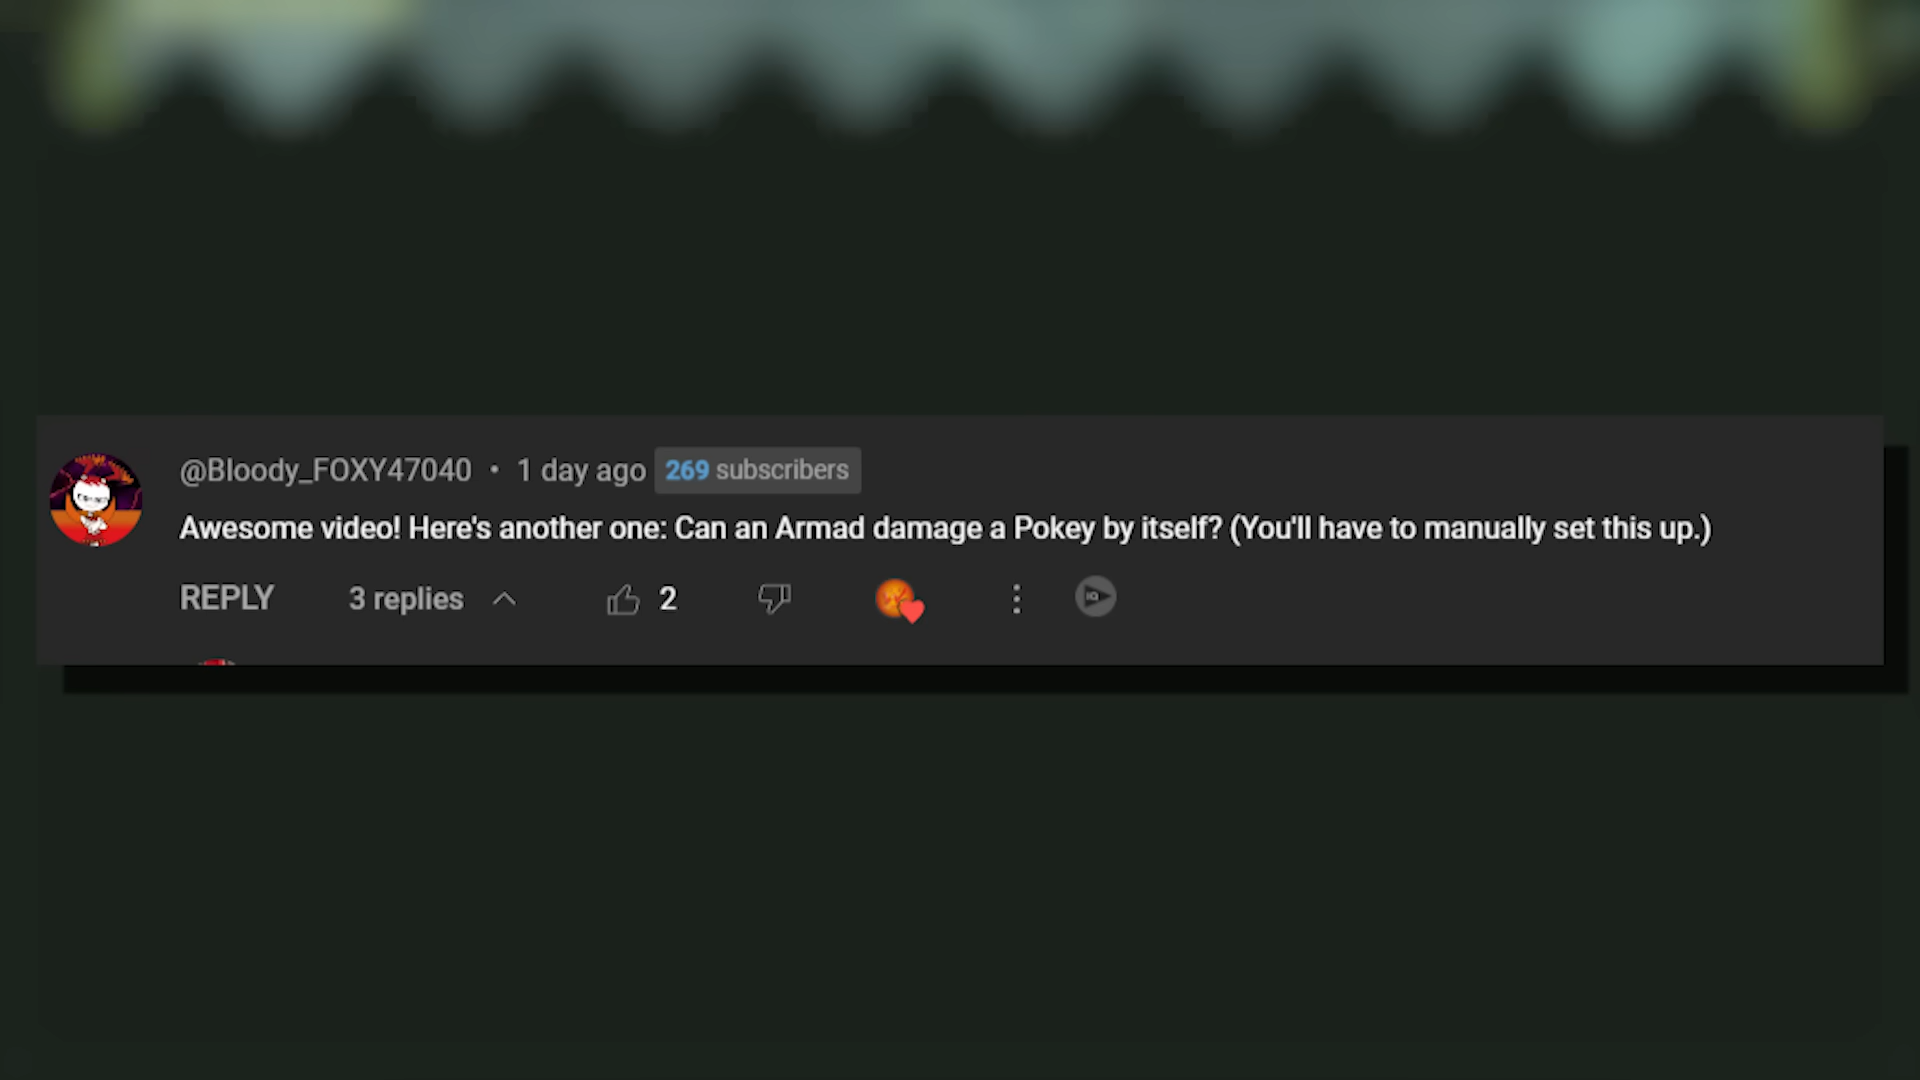 @Bloody_FOXY47040 • 1 day ago 269 subscribers
Awesome video! Here's another one: Can an Armad damage a Pokey by itself? (You'll have to manually set this up.)
REPLY 3 replies 2